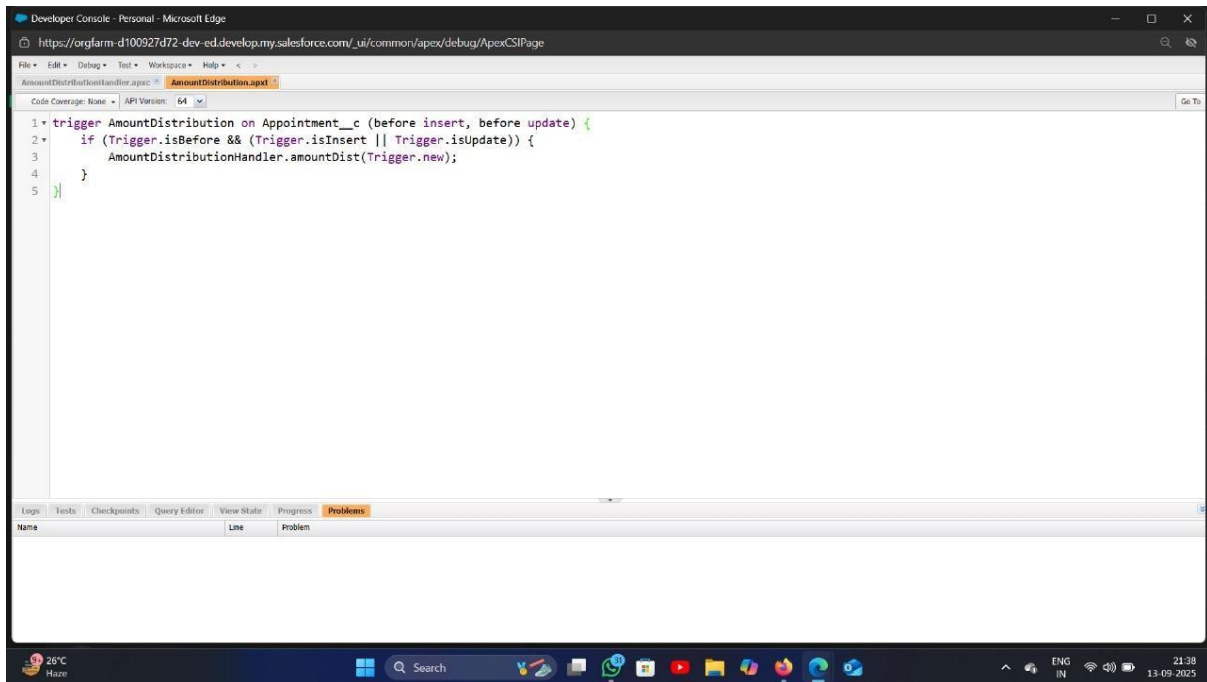 Developer Console - Personal - Microsoft Edge
https://orgfarm-d100927d72-dev-ed.develop.my.salesforce.com/_ui/common/apex/debug/ApexCSIPage
File Edit Debug Test Workspace Help < >
AmountDistributionHandler.apxc AmountDistribution.apxt
Code Coverage: None API Version: 64 Go To
1 trigger AmountDistribution on Appointment__c (before insert, before update) {
2 if (Trigger.isBefore && (Trigger.isInsert || Trigger.isUpdate)) {
3 AmountDistributionHandler.amountDist(Trigger.new);
4 }
5 }
Logs Tests Checkpoints Query Editor View State Progress Problems
Name Line Problem
26°C
Haze
Search
ENG
IN
21:38
13-09-2025